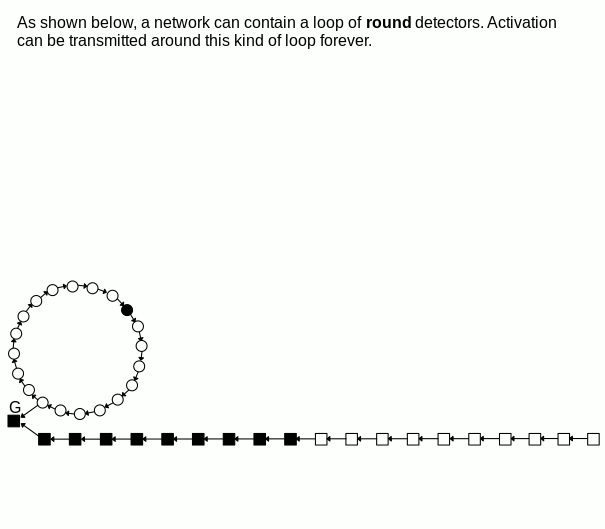 As shown below, a network can contain a loop of round detectors. Activation
can be transmitted around this kind of loop forever.
G